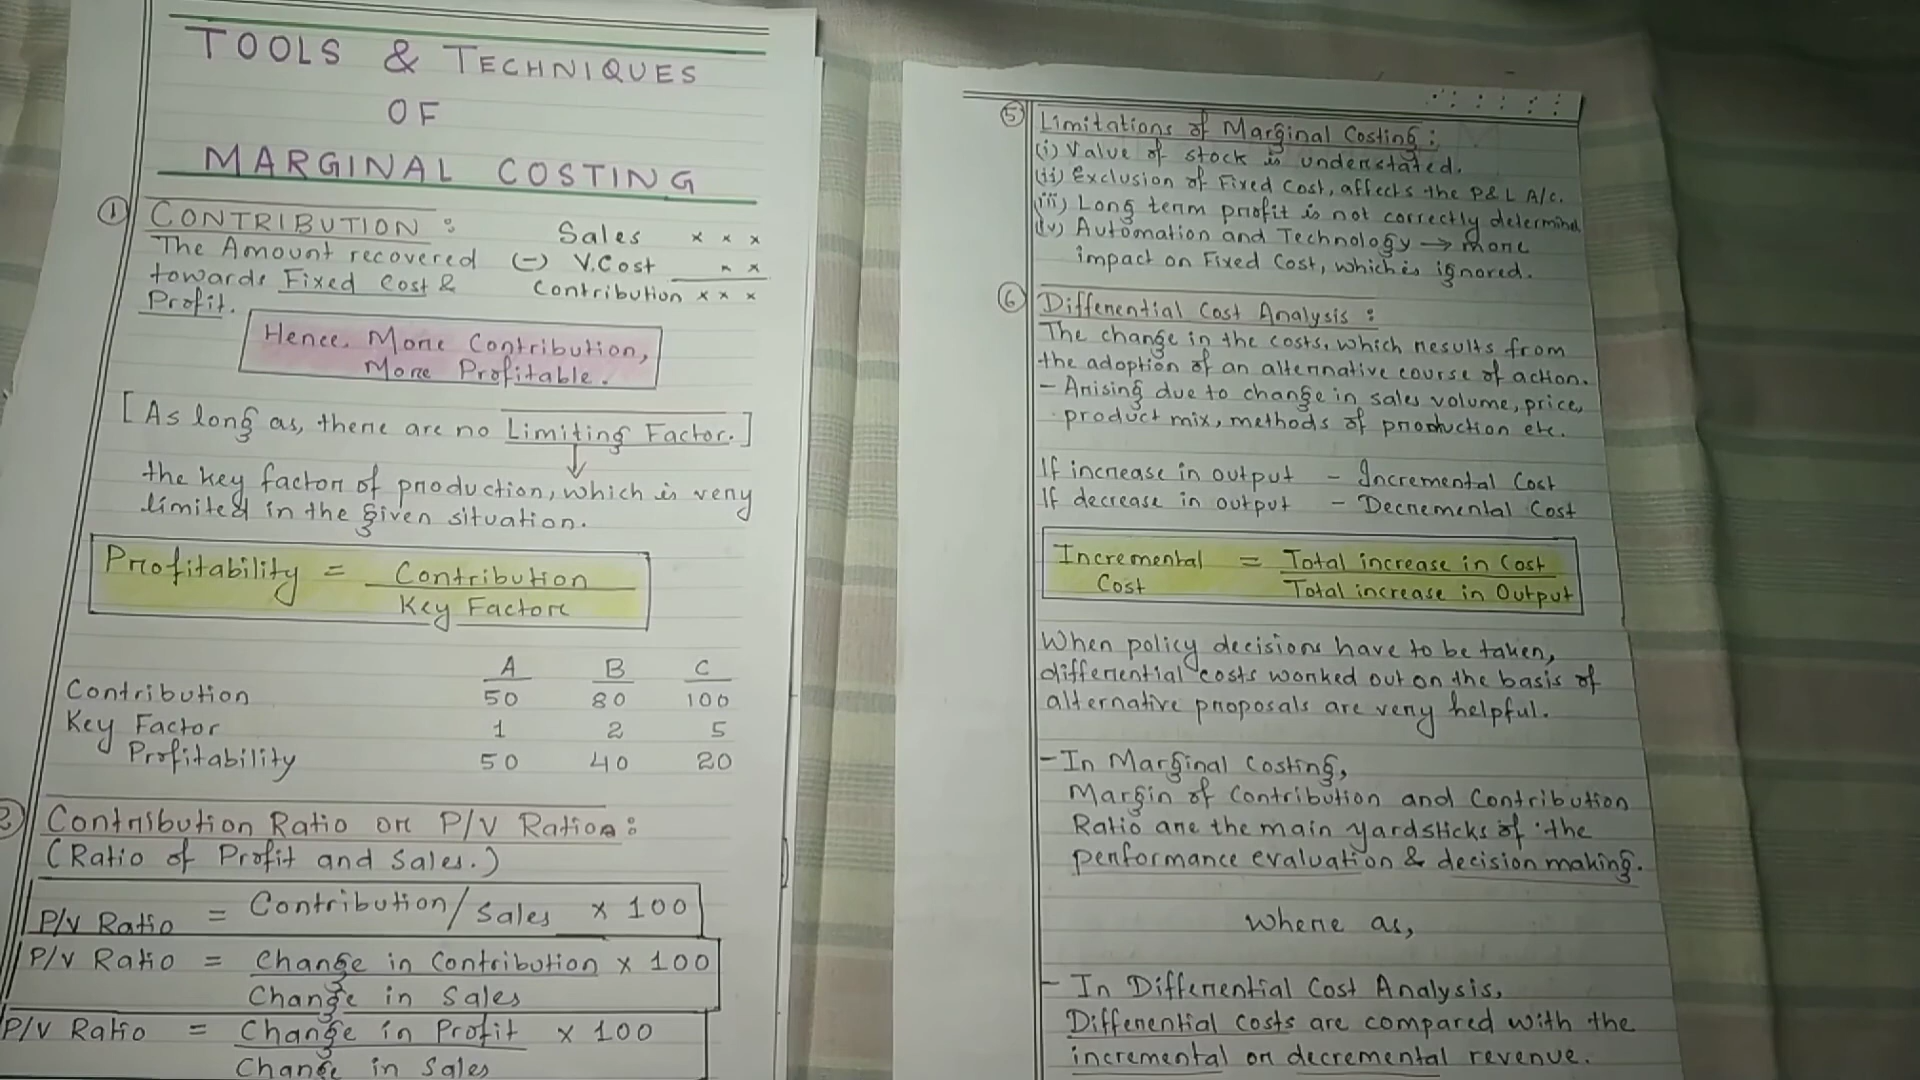 TOOLS & TECHNIQUES
OF
MARGINAL COSTING
① CONTRIBUTION :
The Amount recovered
towards Fixed Cost &
Profit.
Sales x x x
(-) V.Cost x x
Contribution x x x
Hence, More Contribution,
More Profitable.
[As long as, there are no Limiting Factor.]
the key factor of production, which is very
limited in the given situation.
Profitability = Contribution
Key Factor
A B C
Contribution 50 80 100
Key Factor 1 2 5
Profitability 50 40 20
2 Contribution Ratio or P/V Ratio :
(Ratio of Profit and Sales.)
P/V Ratio = Contribution/Sales x 100
P/V Ratio = Change in Contribution x 100
Change in Sales
P/V Ratio = Change in Profit x 100
Change in Sales
⑤ Limitations of Marginal Costing :
(i) Value of stock is understated.
(ii) Exclusion of Fixed Cost, affects the P&L A/c.
(iii) Long term profit is not correctly determind
(iv) Automation and Technology → more
impact on Fixed Cost, which is ignored.
⑥ Differential Cost Analysis :
The change in the costs, which results from
the adoption of an alternative course of action.
- Arising due to change in sales volume, price,
product mix, methods of production etc.
If increase in output - Incremental Cost
If decrease in output - Decremental Cost
Incremental = Total increase in Cost
Cost Total increase in Output
When policy decisions have to be taken,
differential costs worked out on the basis of
alternative proposals are very helpful.
- In Marginal Costing,
Margin of Contribution and Contribution
Ratio are the main yardsticks of the
performance evaluation & decision making.
Where as,
- In Differential Cost Analysis,
Differential Costs are compared with the
incremental or decremental revenue.